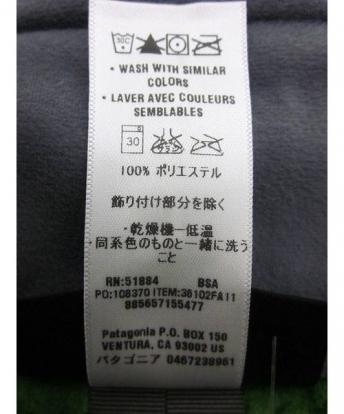 30C
• WASH WITH SIMILAR
COLORS
• LAVER AVEC COULEURS
SEMBLABLES
30
100% ポリエステル
飾り付け部分を除く
・乾燥機ー低温
・同系色のものと一緒に洗う
こと
RN:51884 BSA
PO:108370 ITEM:36102FA11
885657155477
Patagonia P.O. BOX 150
VENTURA, CA 93002 US
パタゴニア 0467238961